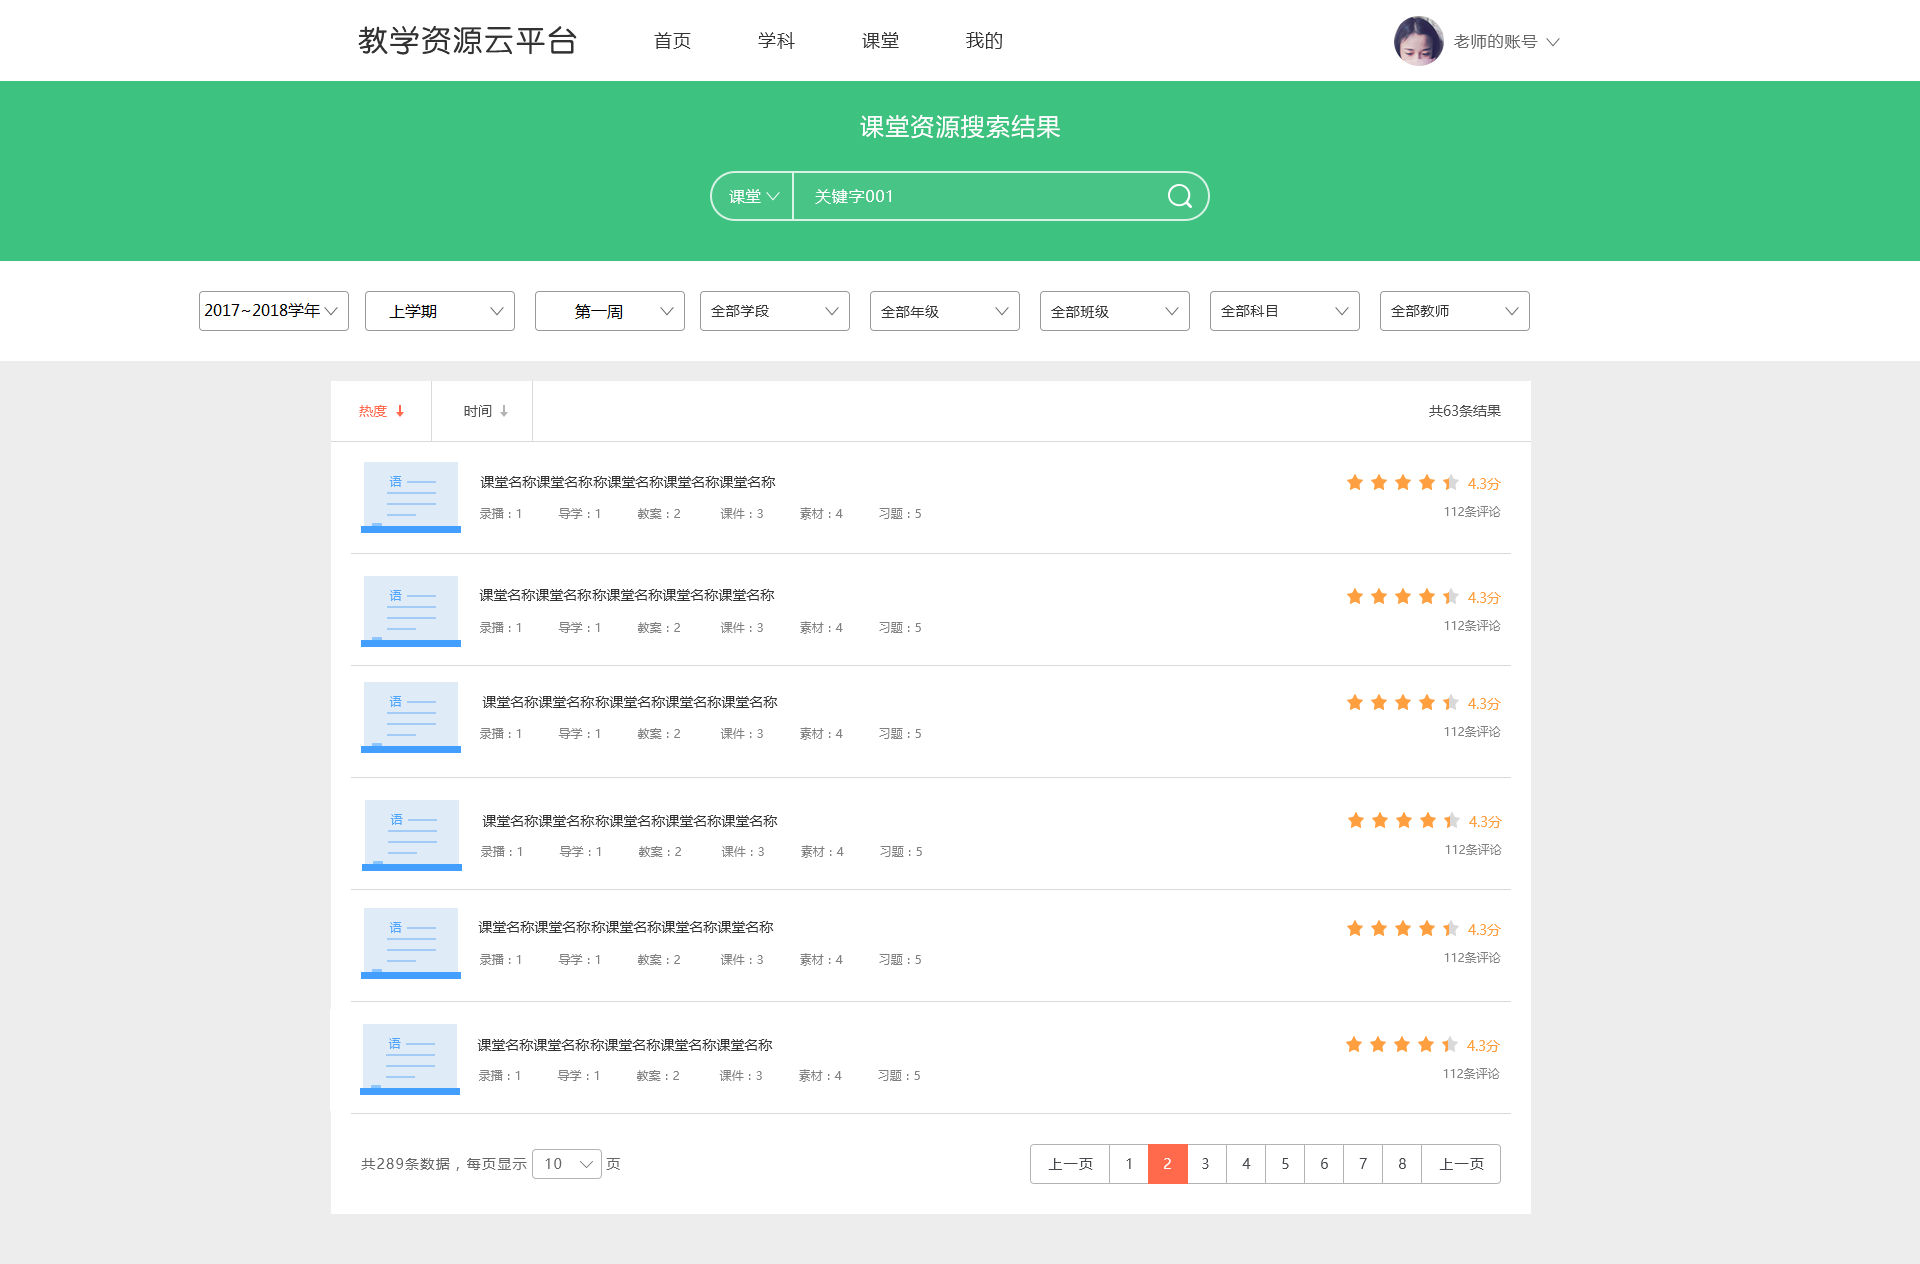 教学资源云平台 首页 学科 课堂 我的 老师的账号
课堂资源搜索结果
课堂 关键字001
2017~2018学年 上学期 第一周 全部学段 全部年级 全部班级 全部科目 全部教师
热度 时间 共63条结果
语 课堂名称课堂名称称课堂名称课堂名称课堂名称 4.3分
录播：1 导学：1 教案：2 课件：3 素材：4 习题：5 112条评论
语 课堂名称课堂名称称课堂名称课堂名称课堂名称 4.3分
录播：1 导学：1 教案：2 课件：3 素材：4 习题：5 112条评论
语 课堂名称课堂名称称课堂名称课堂名称课堂名称 4.3分
录播：1 导学：1 教案：2 课件：3 素材：4 习题：5 112条评论
语 课堂名称课堂名称称课堂名称课堂名称课堂名称 4.3分
录播：1 导学：1 教案：2 课件：3 素材：4 习题：5 112条评论
语 课堂名称课堂名称称课堂名称课堂名称课堂名称 4.3分
录播：1 导学：1 教案：2 课件：3 素材：4 习题：5 112条评论
语 课堂名称课堂名称称课堂名称课堂名称课堂名称 4.3分
录播：1 导学：1 教案：2 课件：3 素材：4 习题：5 112条评论
共289条数据，每页显示 10 页 上一页 1 2 3 4 5 6 7 8 上一页